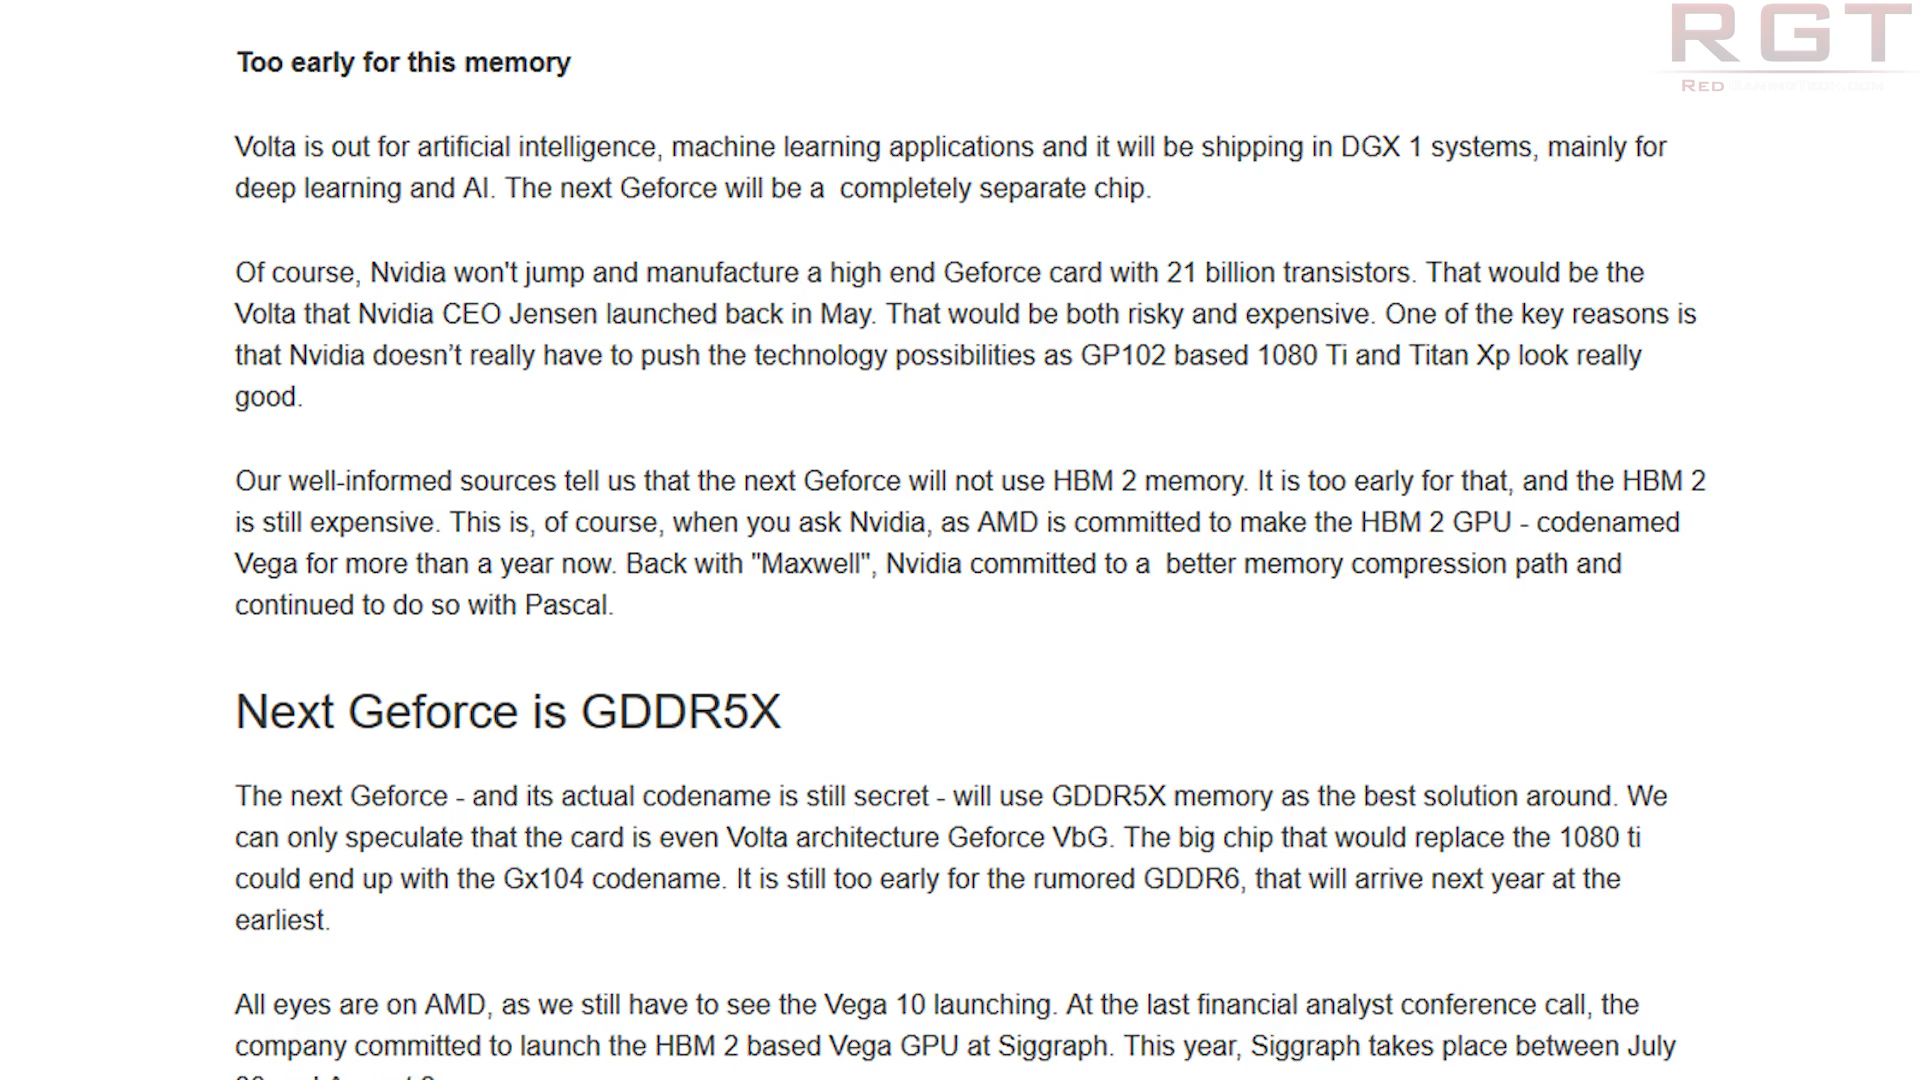 RGT
RED GAMINGTECH.COM
Too early for this memory
Volta is out for artificial intelligence, machine learning applications and it will be shipping in DGX 1 systems, mainly for
deep learning and AI. The next Geforce will be a  completely separate chip.
Of course, Nvidia won't jump and manufacture a high end Geforce card with 21 billion transistors. That would be the
Volta that Nvidia CEO Jensen launched back in May. That would be both risky and expensive. One of the key reasons is
that Nvidia doesn’t really have to push the technology possibilities as GP102 based 1080 Ti and Titan Xp look really
good.
Our well-informed sources tell us that the next Geforce will not use HBM 2 memory. It is too early for that, and the HBM 2
is still expensive. This is, of course, when you ask Nvidia, as AMD is committed to make the HBM 2 GPU - codenamed
Vega for more than a year now. Back with "Maxwell", Nvidia committed to a  better memory compression path and
continued to do so with Pascal.
Next Geforce is GDDR5X
The next Geforce - and its actual codename is still secret - will use GDDR5X memory as the best solution around. We
can only speculate that the card is even Volta architecture Geforce VbG. The big chip that would replace the 1080 ti
could end up with the Gx104 codename. It is still too early for the rumored GDDR6, that will arrive next year at the
earliest.
All eyes are on AMD, as we still have to see the Vega 10 launching. At the last financial analyst conference call, the
company committed to launch the HBM 2 based Vega GPU at Siggraph. This year, Siggraph takes place between July